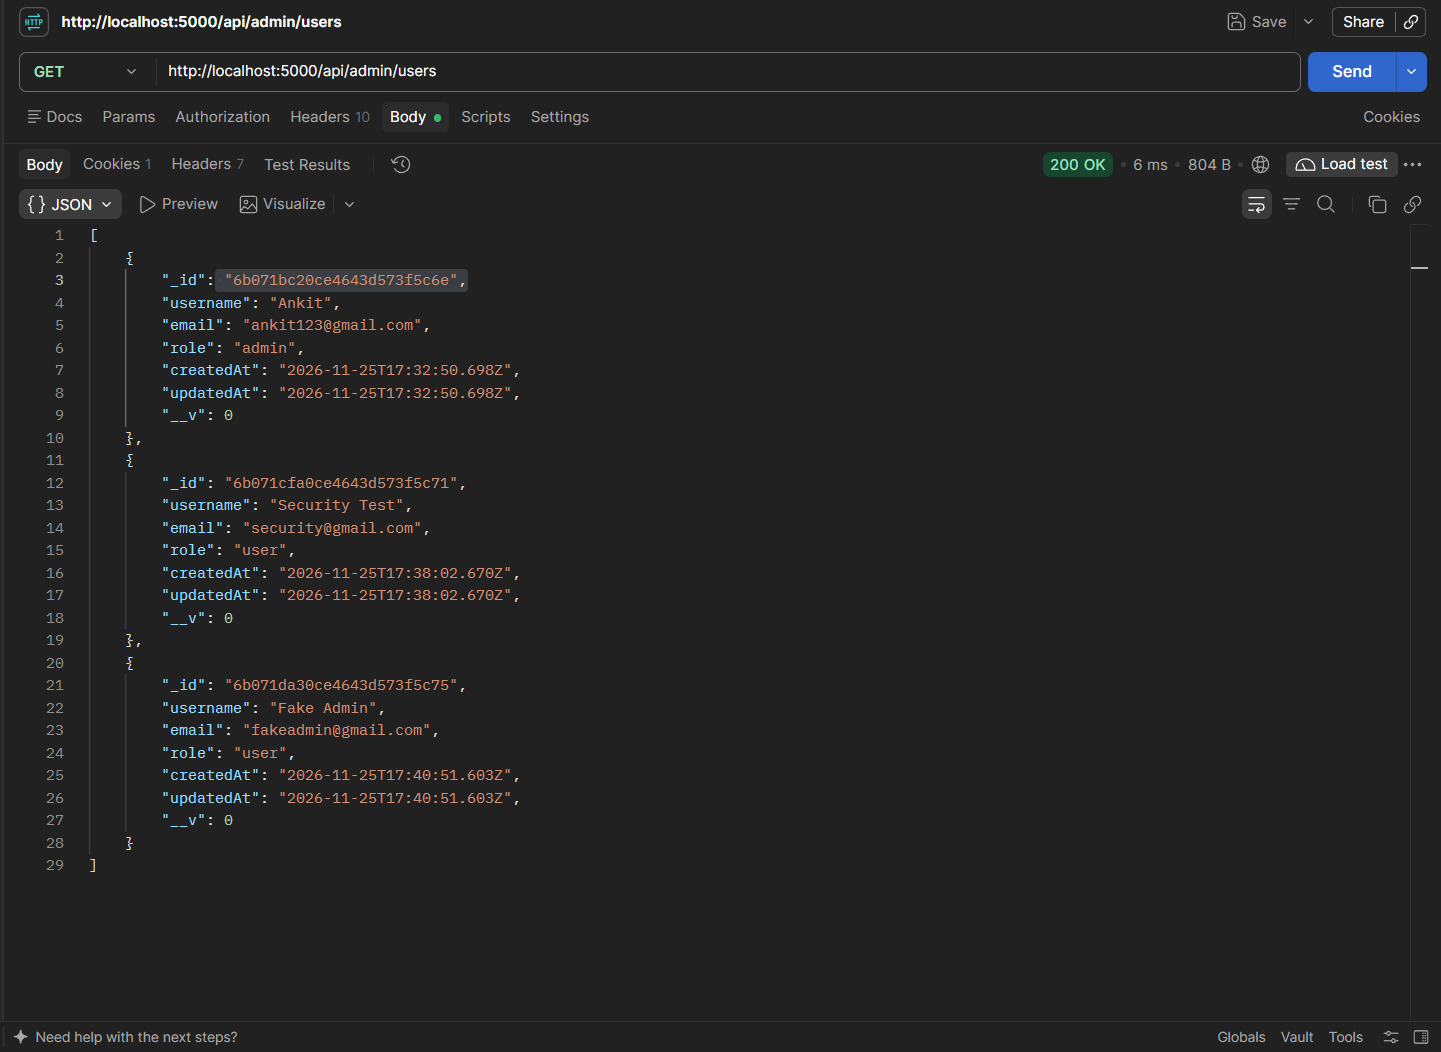 HTTP http://localhost:5000/api/admin/users Save Share
GET http://localhost:5000/api/admin/users Send
Docs Params Authorization Headers 10 Body Scripts Settings Cookies
Body Cookies 1 Headers 7 Test Results 200 OK • 6 ms • 804 B • Load test
{} JSON Preview Visualize
1 [
2 {
3 "_id": "6b071bc20ce4643d573f5c6e",
4 "username": "Ankit",
5 "email": "ankit123@gmail.com",
6 "role": "admin",
7 "createdAt": "2026-11-25T17:32:50.698Z",
8 "updatedAt": "2026-11-25T17:32:50.698Z",
9 "__v": 0
10 },
11 {
12 "_id": "6b071cfa0ce4643d573f5c71",
13 "username": "Security Test",
14 "email": "security@gmail.com",
15 "role": "user",
16 "createdAt": "2026-11-25T17:38:02.670Z",
17 "updatedAt": "2026-11-25T17:38:02.670Z",
18 "__v": 0
19 },
20 {
21 "_id": "6b071da30ce4643d573f5c75",
22 "username": "Fake Admin",
23 "email": "fakeadmin@gmail.com",
24 "role": "user",
25 "createdAt": "2026-11-25T17:40:51.603Z",
26 "updatedAt": "2026-11-25T17:40:51.603Z",
27 "__v": 0
28 }
29 ]
Need help with the next steps? Globals Vault Tools